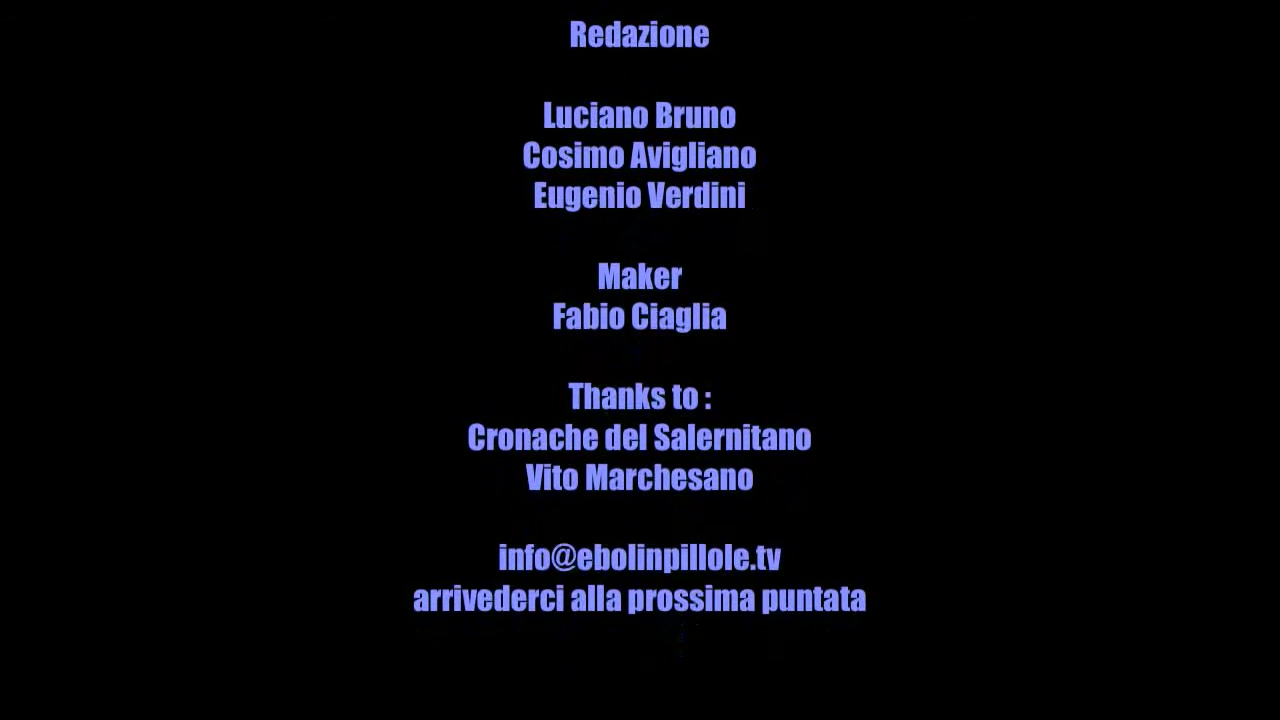 Redazione
Luciano Bruno
Cosimo Avigliano
Eugenio Verdini
Maker
Fabio Ciaglia
Thanks to :
Cronache del Salernitano
Vito Marchesano
info@ebolinpillole.tv
arrivederci alla prossima puntata